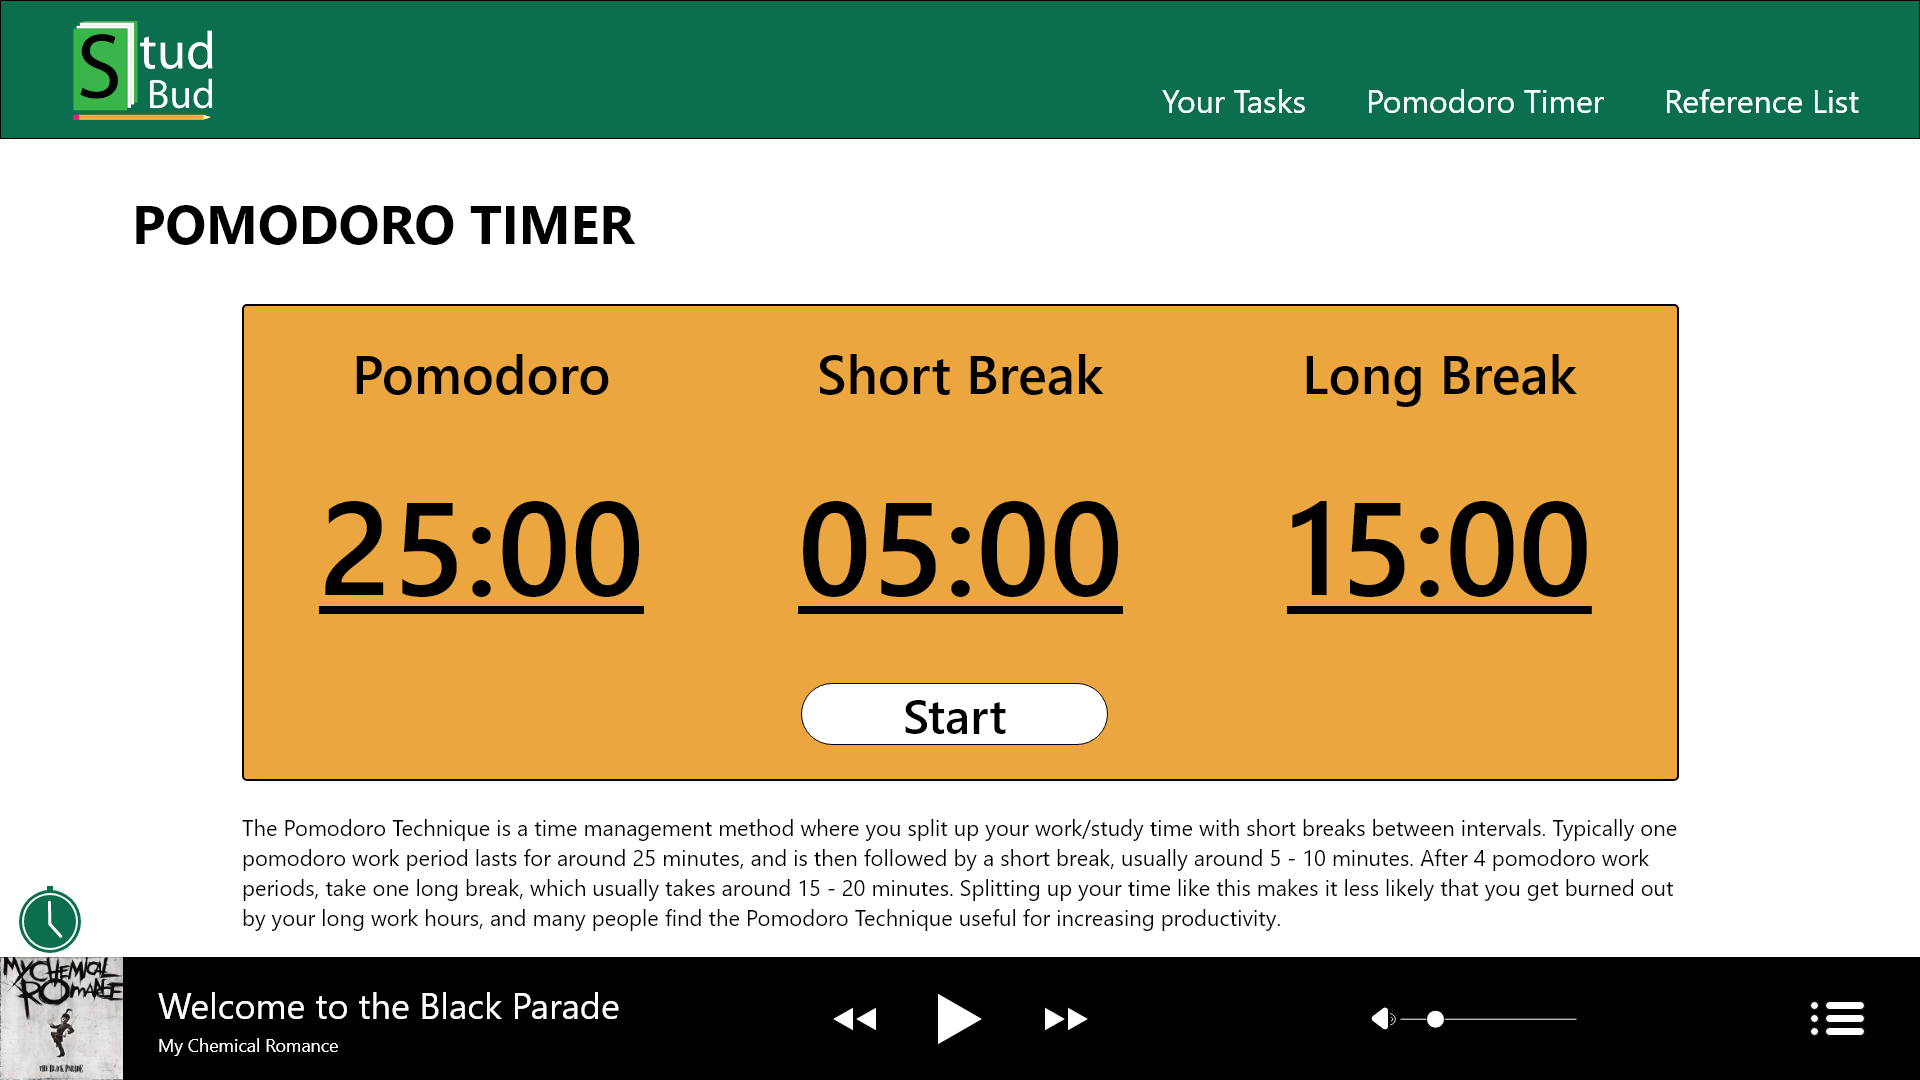 Stud
Bud
Your Tasks
Pomodoro Timer
Reference List
POMODORO TIMER
Pomodoro
Short Break
Long Break
25:00
05:00
15:00
Start
The Pomodoro Technique is a time management method where you split up your work/study time with short breaks between intervals. Typically one
pomodoro work period lasts for around 25 minutes, and is then followed by a short break, usually around 5 - 10 minutes. After 4 pomodoro work
periods, take one long break, which usually takes around 15 - 20 minutes. Splitting up your time like this makes it less likely that you get burned out
by your long work hours, and many people find the Pomodoro Technique useful for increasing productivity.
MY CHEMICAL
ROMANCE
THE BLACK PARADE
Welcome to the Black Parade
My Chemical Romance